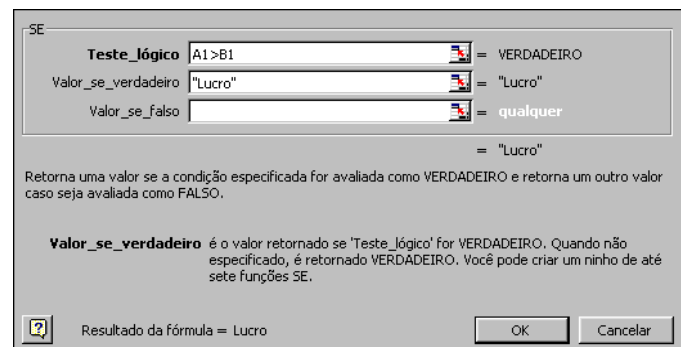 SE
Teste_lógico A1>B1 = VERDADEIRO
Valor_se_verdadeiro "Lucro" = "Lucro"
Valor_se_falso = qualquer
= "Lucro"
Retorna uma valor se a condição especificada for avaliada como VERDADEIRO e retorna um outro valor
caso seja avaliada como FALSO.
Valor_se_verdadeiro é o valor retornado se 'Teste_lógico' for VERDADEIRO. Quando não
especificado, é retornado VERDADEIRO. Você pode criar um ninho de até
sete funções SE.
? Resultado da fórmula = Lucro OK Cancelar